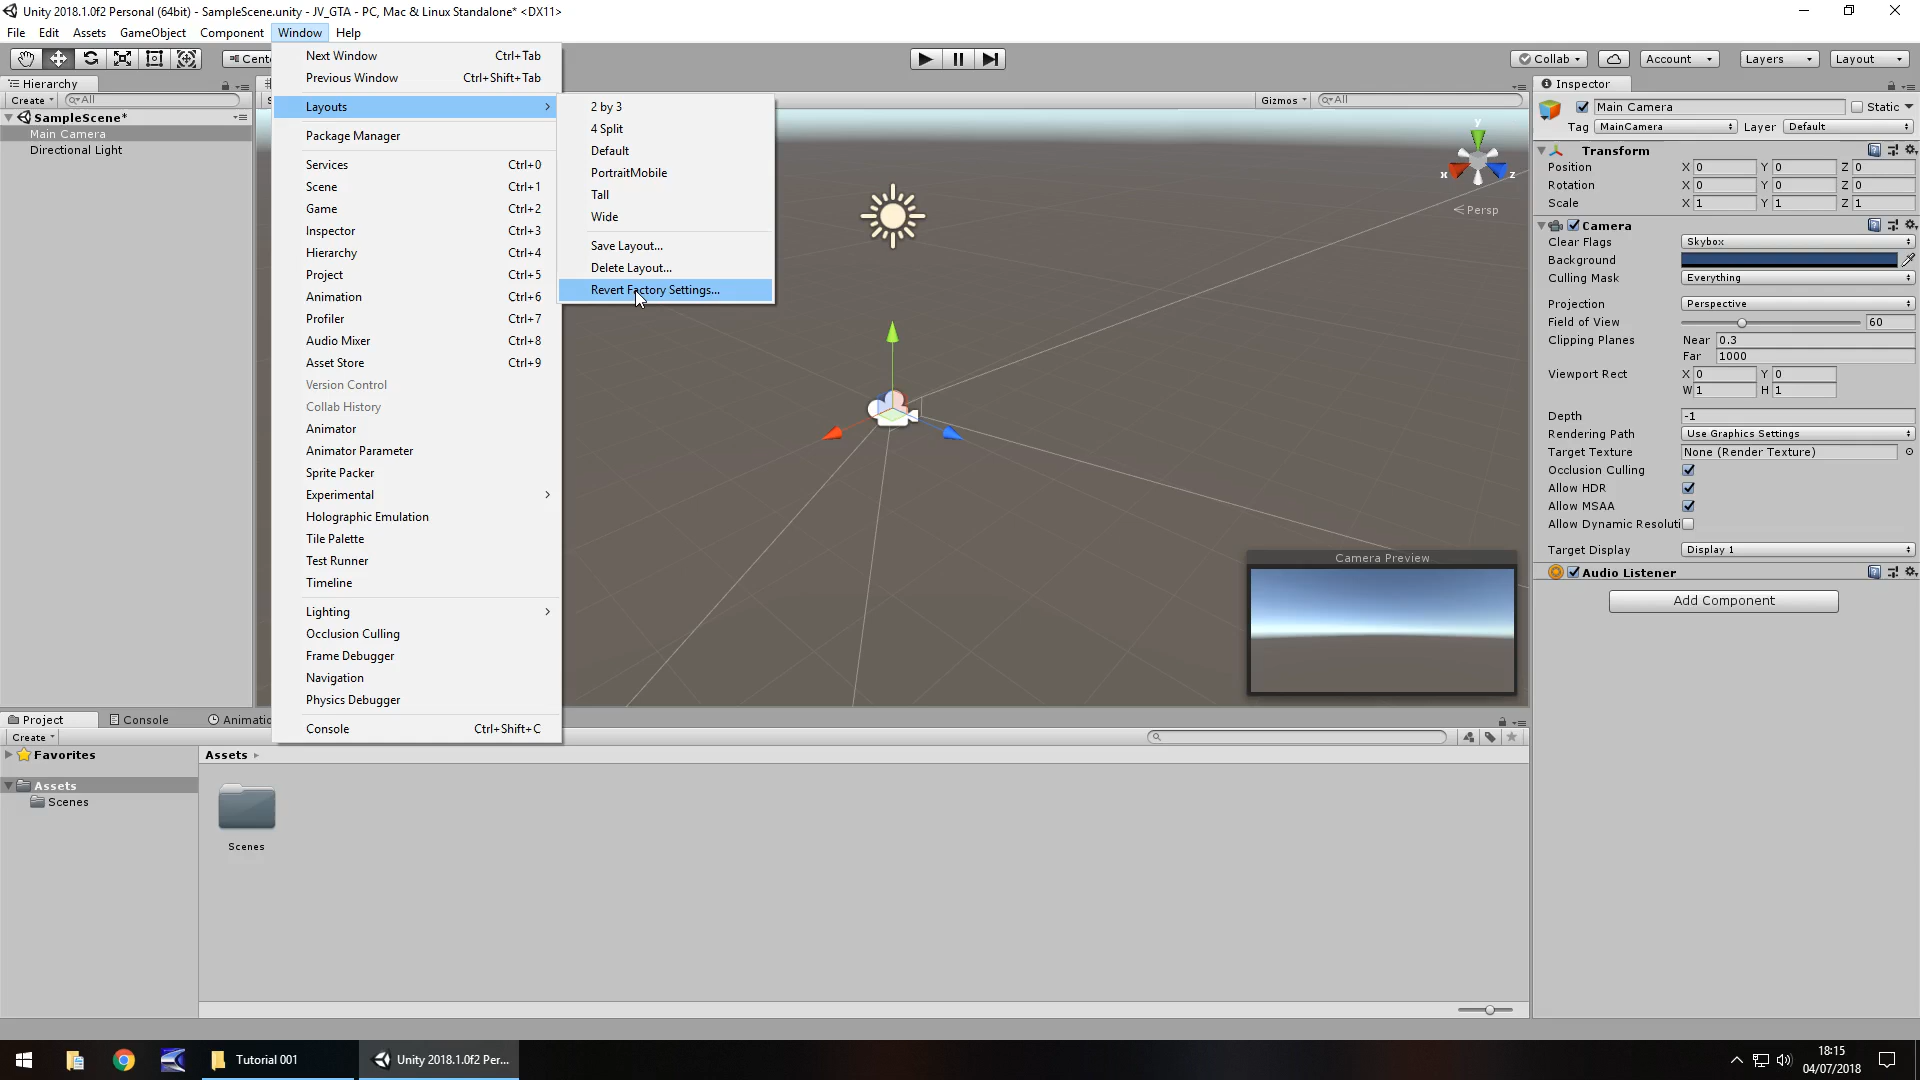 Unity 2018.1.0f2 Personal (64bit) - SampleScene.unity - JV_GTA - PC, Mac & Linux Standalone* <DX11>
File Edit Assets GameObject Component Window Help
Collab Account Layers Layout
Hierarchy
Create All
SampleScene*
Main Camera
Directional Light
Next Window Ctrl+Tab
Previous Window Ctrl+Shift+Tab
Layouts
Package Manager
Services Ctrl+0
Scene Ctrl+1
Game Ctrl+2
Inspector Ctrl+3
Hierarchy Ctrl+4
Project Ctrl+5
Animation Ctrl+6
Profiler Ctrl+7
Audio Mixer Ctrl+8
Asset Store Ctrl+9
Version Control
Collab History
Animator
Animator Parameter
Sprite Packer
Experimental
Holographic Emulation
Tile Palette
Test Runner
Timeline
Lighting
Occlusion Culling
Frame Debugger
Navigation
Physics Debugger
Console Ctrl+Shift+C
2 by 3
4 Split
Default
PortraitMobile
Tall
Wide
Save Layout...
Delete Layout...
Revert Factory Settings...
Gizmos All
y
x z
Persp
Camera Preview
Inspector
Main Camera Static
Tag MainCamera Layer Default
Transform
Position X 0 Y 0 Z 0
Rotation X 0 Y 0 Z 0
Scale X 1 Y 1 Z 1
Camera
Clear Flags Skybox
Background
Culling Mask Everything
Projection Perspective
Field of View 60
Clipping Planes Near 0.3
Far 1000
Viewport Rect X 0 Y 0
W 1 H 1
Depth -1
Rendering Path Use Graphics Settings
Target Texture None (Render Texture)
Occlusion Culling
Allow HDR
Allow MSAA
Allow Dynamic Resoluti
Target Display Display 1
Audio Listener
Add Component
Project Console Animatic
Create
Favorites
Assets
Scenes
Assets
Scenes
Tutorial 001
Unity 2018.1.0f2 Per...
18:15
04/07/2018